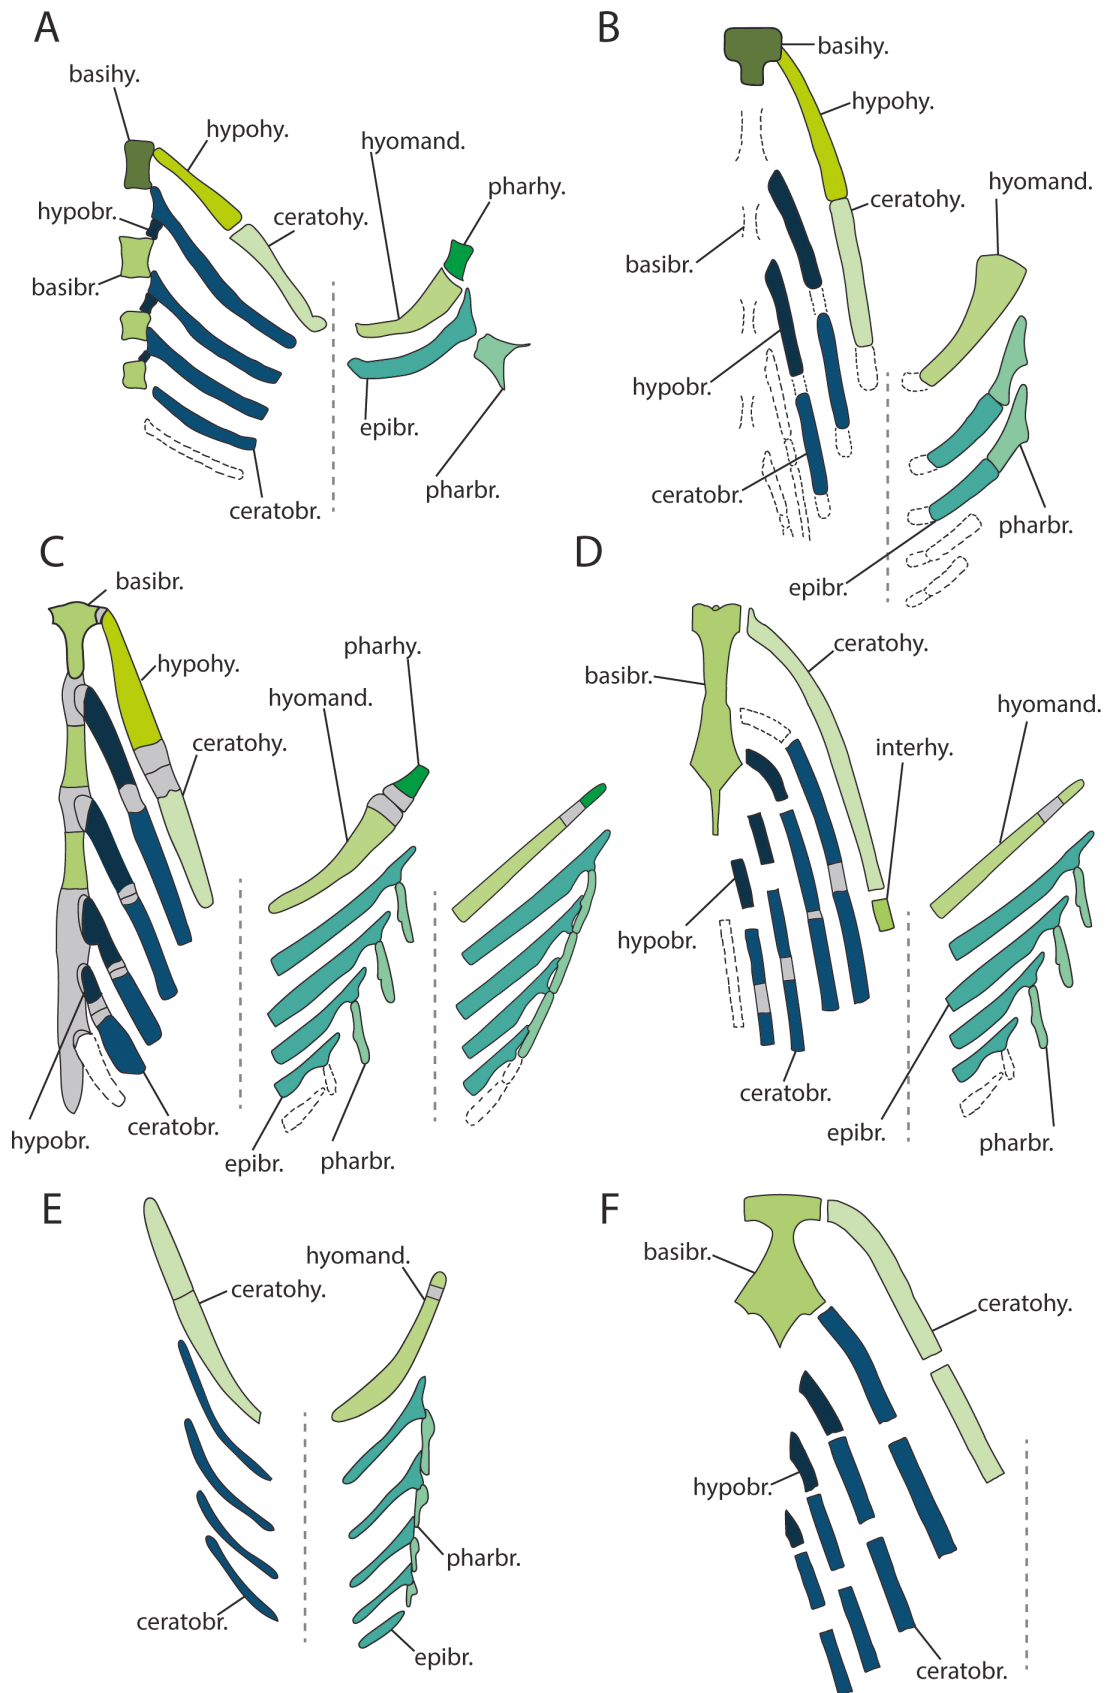 A
basihy.
hypohy.
hyomand.
pharhy.
hypobr.
ceratohy.
basibr.
epibr.
pharbr.
ceratobr.
B
basihy.
hypohy.
hyomand.
ceratohy.
basibr.
hypobr.
ceratobr.
pharbr.
epibr.
C
basibr.
pharhy.
hypohy.
hyomand.
ceratohy.
hypobr.
ceratobr.
epibr.
pharbr.
D
ceratohy.
basibr.
hyomand.
interhy.
hypobr.
ceratobr.
epibr.
pharbr.
E
hyomand.
ceratohy.
pharbr.
ceratobr.
epibr.
F
basibr.
ceratohy.
hypobr.
ceratobr.